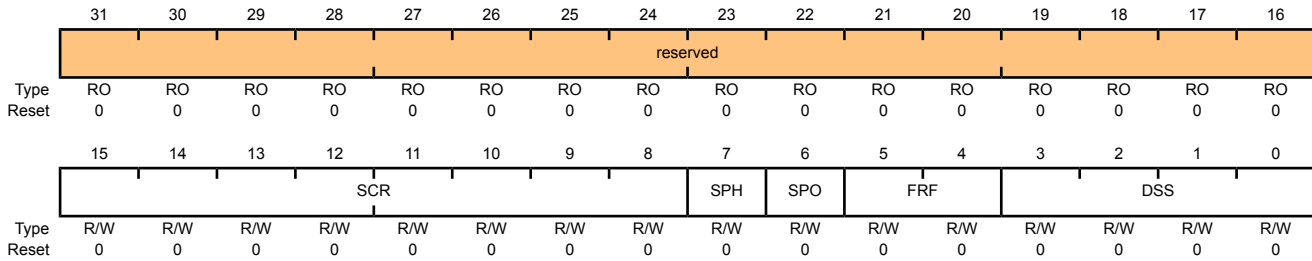 31 30 29 28 27 26 25 24 23 22 21 20 19 18 17 16
reserved
Type RO RO RO RO RO RO RO RO RO RO RO RO RO RO RO RO
Reset 0 0 0 0 0 0 0 0 0 0 0 0 0 0 0 0
15 14 13 12 11 10 9 8 7 6 5 4 3 2 1 0
SCR SPH SPO FRF DSS
Type R/W R/W R/W R/W R/W R/W R/W R/W R/W R/W R/W R/W R/W R/W R/W R/W
Reset 0 0 0 0 0 0 0 0 0 0 0 0 0 0 0 0